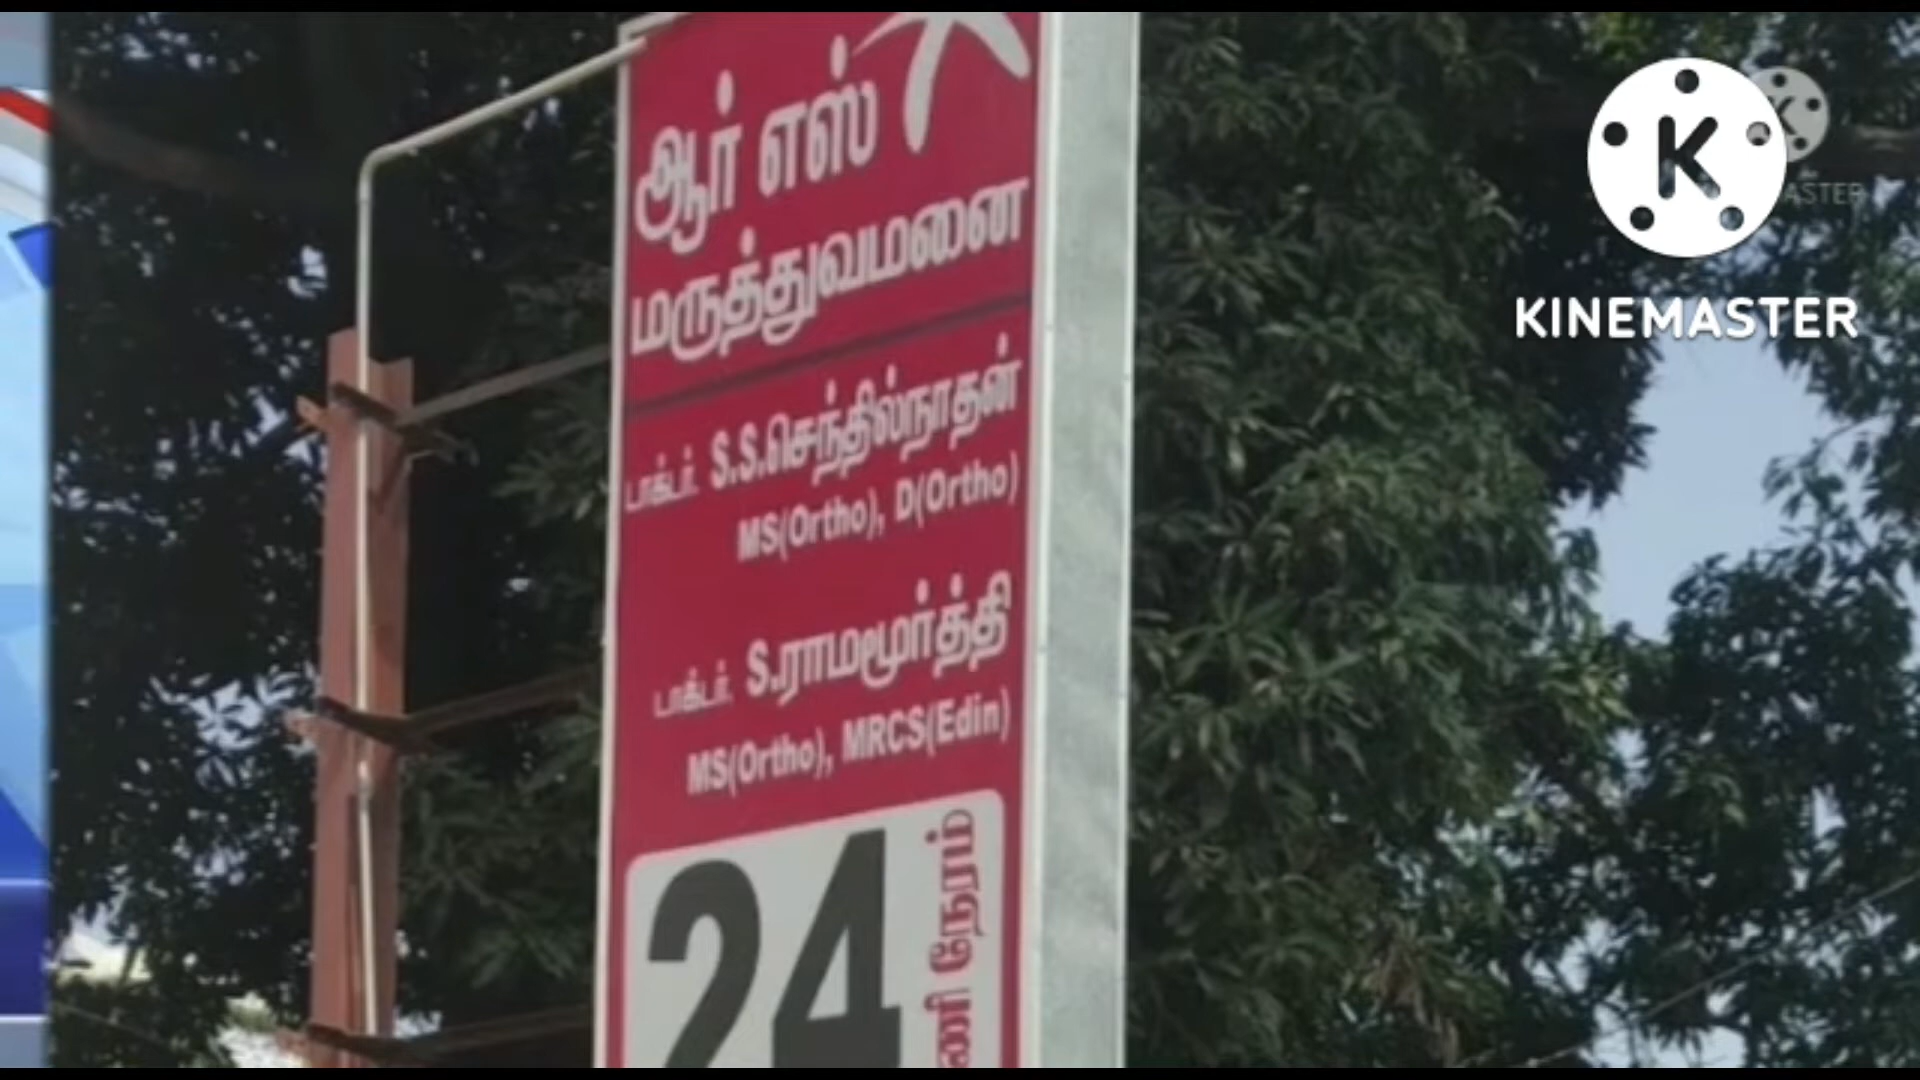 ஆர் எஸ்
மருத்துவமனை
டாக்டர். S.S.செந்தில்நாதன்
MS(Ortho), D(Ortho)
டாக்டர். S.ராமமூர்த்தி
MS(Ortho), MRCS(Edin)
24
நேரம்
KINEMASTER